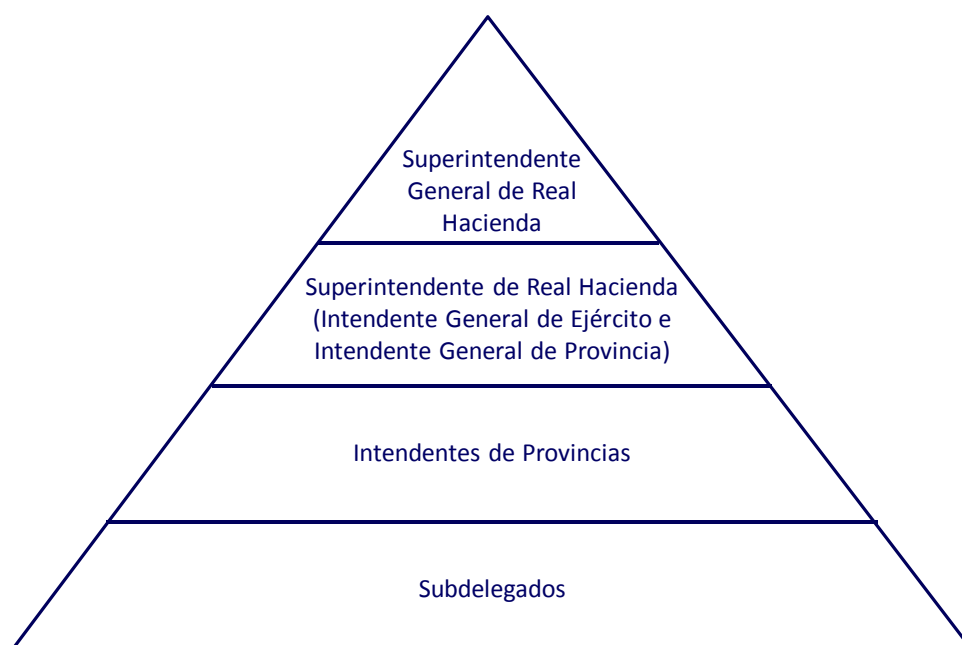 Superintendente
General de Real
Hacienda
Superintendente de Real Hacienda
(Intendente General de Ejército e
Intendente General de Provincia)
Intendentes de Provincias
Subdelegados